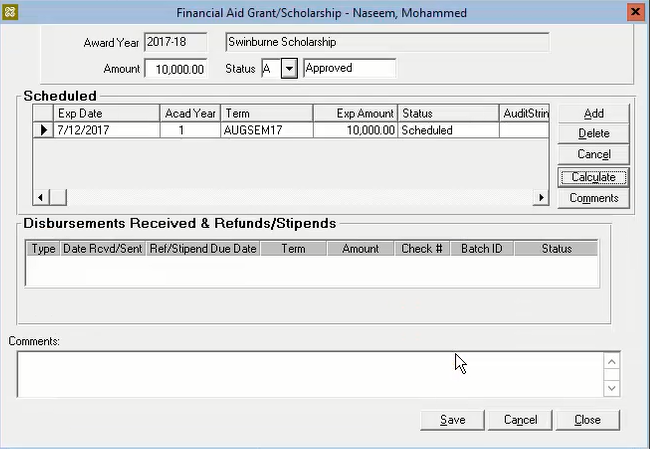 Financial Aid Grant/Scholarship - Naseem, Mohammed
Award Year 2017-18 Swinburne Scholarship
Amount 10,000.00 Status A Approved
Scheduled
Exp Date Acad Year Term Exp Amount Status AuditStrin
7/12/2017 1 AUGSEM17 10,000.00 Scheduled
Add
Delete
Cancel
Calculate
Comments
Disbursements Received & Refunds/Stipends
Type Date Rcvd/Sent Ref/Stipend Due Date Term Amount Check # Batch ID Status
Comments:
Save Cancel Close